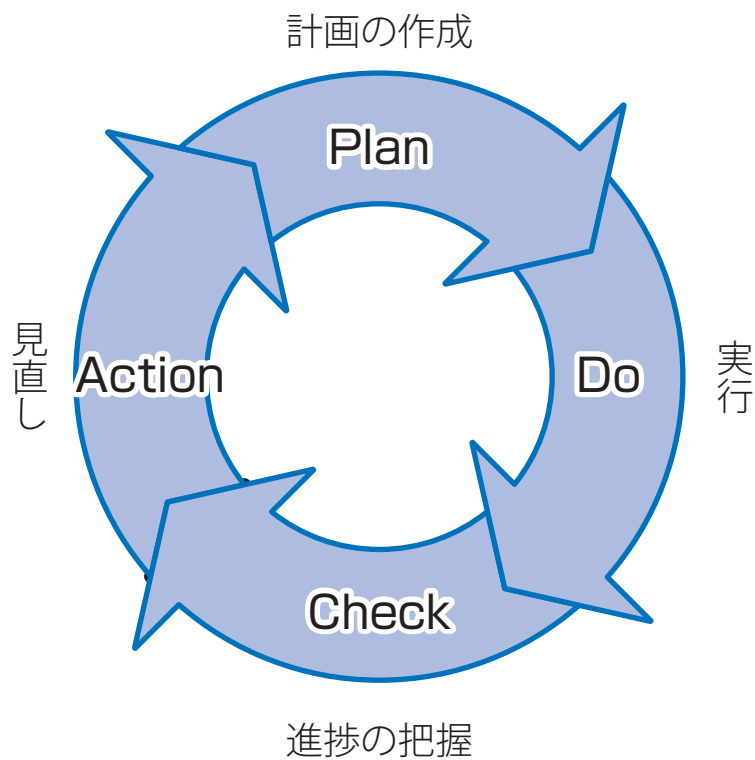 計画の作成
Plan
Do
実行
Check
進捗の把握
Action
見直し